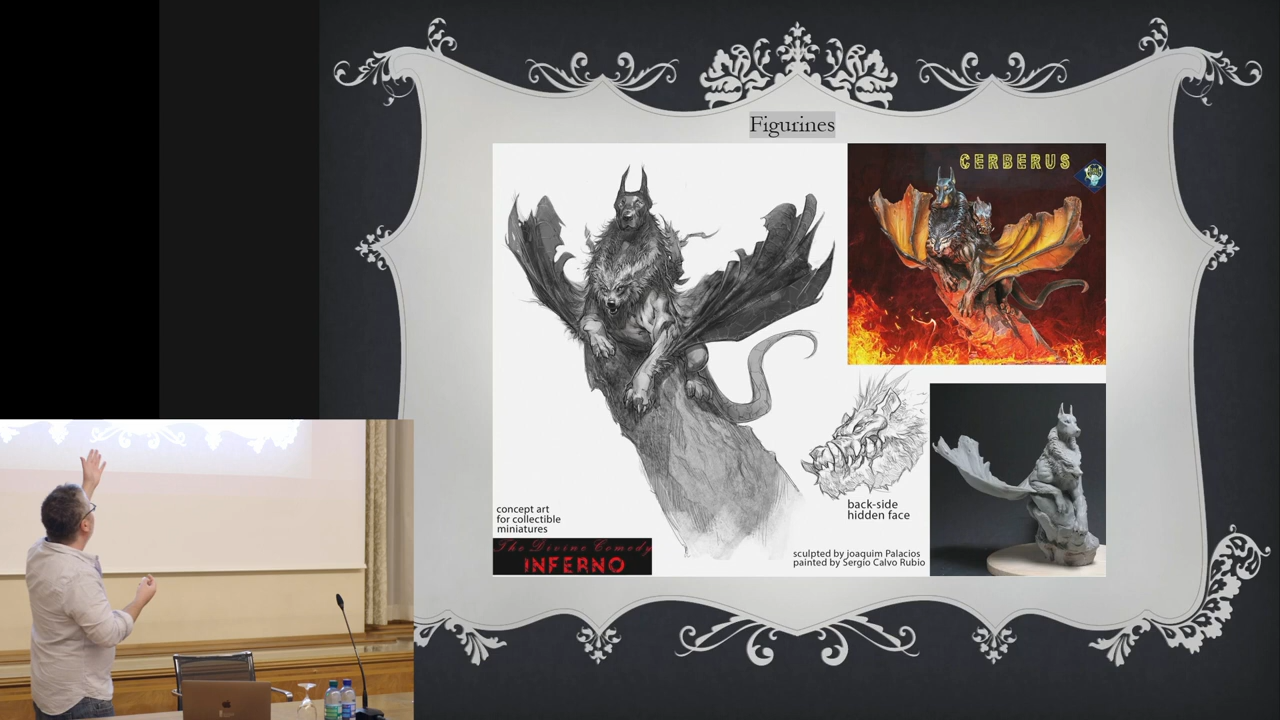 Figurines
CERBERUS
concept art
for collectible
miniatures
The Divine Comedy
INFERNO
back-side
hidden face
sculpted by joaquim Palacios
painted by Sergio Calvo Rubio